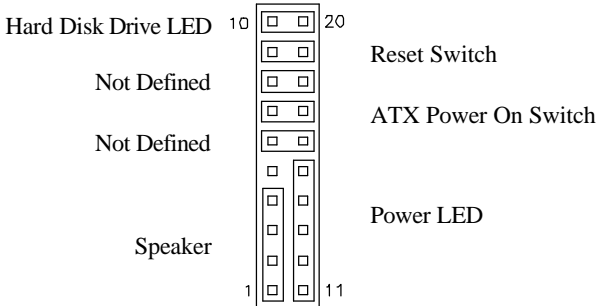 Hard Disk Drive LED 10 20
Reset Switch
Not Defined
ATX Power On Switch
Not Defined
Power LED
Speaker
1 11